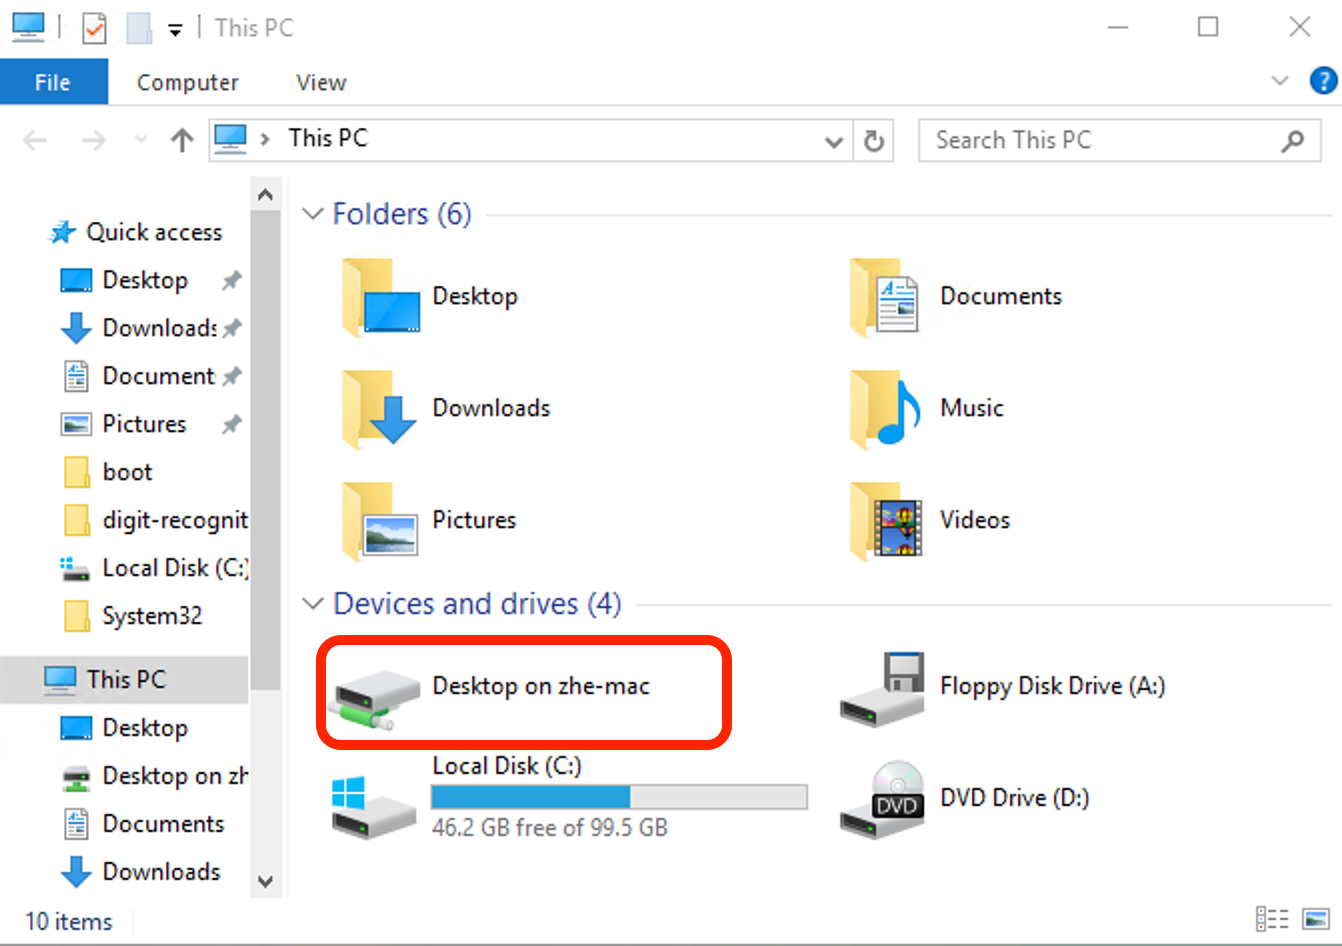 This PC
File
Computer
View
This PC
Search This PC
Quick access
Desktop
Downloads
Document
Pictures
boot
digit-recognit
Local Disk (C:)
System32
This PC
Desktop
Desktop on zh
Documents
Downloads
Folders (6)
Desktop
Documents
Downloads
Music
Pictures
Videos
Devices and drives (4)
Desktop on zhe-mac
Floppy Disk Drive (A:)
Local Disk (C:)
46.2 GB free of 99.5 GB
DVD
DVD Drive (D:)
10 items